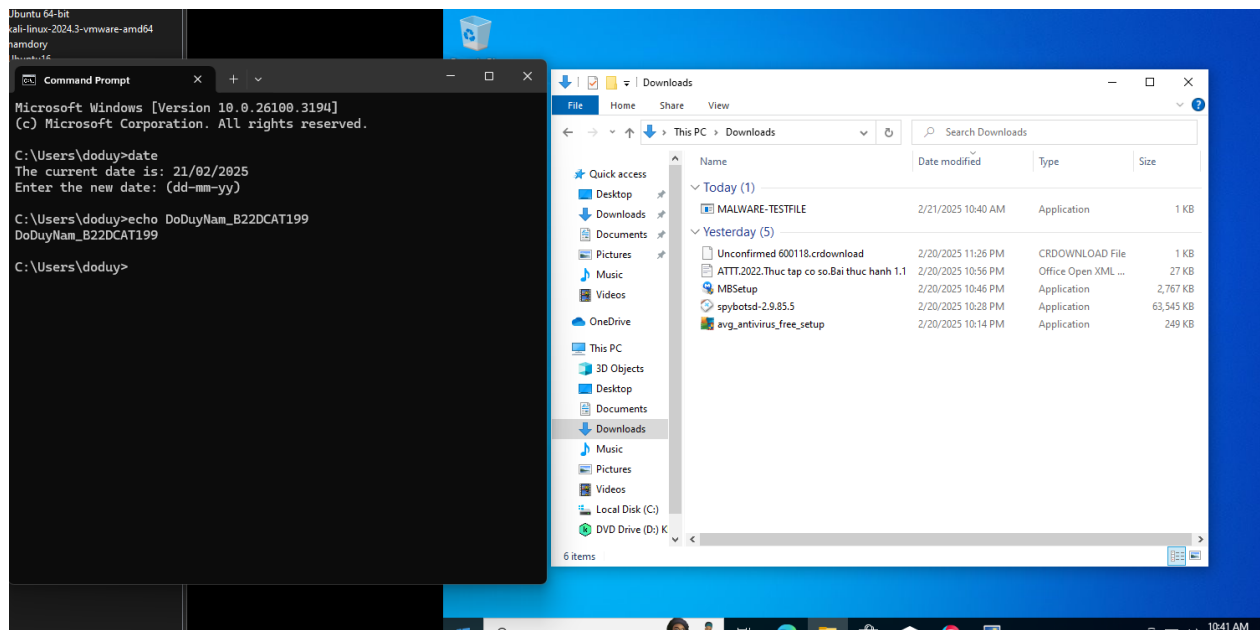 Ubuntu 64-bit
kali-linux-2024.3-vmware-amd64
namdory
Ubuntu16
Command Prompt
Microsoft Windows [Version 10.0.26100.3194]
(c) Microsoft Corporation. All rights reserved.
C:\Users\doduy>date
The current date is: 21/02/2025
Enter the new date: (dd-mm-yy)
C:\Users\doduy>echo DoDuyNam_B22DCAT199
DoDuyNam_B22DCAT199
C:\Users\doduy>
Downloads
File Home Share View
This PC > Downloads
Search Downloads
Quick access
Desktop
Downloads
Documents
Pictures
Music
Videos
OneDrive
This PC
3D Objects
Desktop
Documents
Downloads
Music
Pictures
Videos
Local Disk (C:)
DVD Drive (D:) K
Name Date modified Type Size
Today (1)
MALWARE-TESTFILE 2/21/2025 10:40 AM Application 1 KB
Yesterday (5)
Unconfirmed 600118.crdownload 2/20/2025 11:26 PM CRDOWNLOAD File 1 KB
ATTT.2022.Thuc tap co so.Bai thuc hanh 1.1 2/20/2025 10:56 PM Office Open XML ... 27 KB
MBSetup 2/20/2025 10:46 PM Application 2,767 KB
spybotsd-2.9.85.5 2/20/2025 10:28 PM Application 63,545 KB
avg_antivirus_free_setup 2/20/2025 10:14 PM Application 249 KB
6 items
10:41 AM